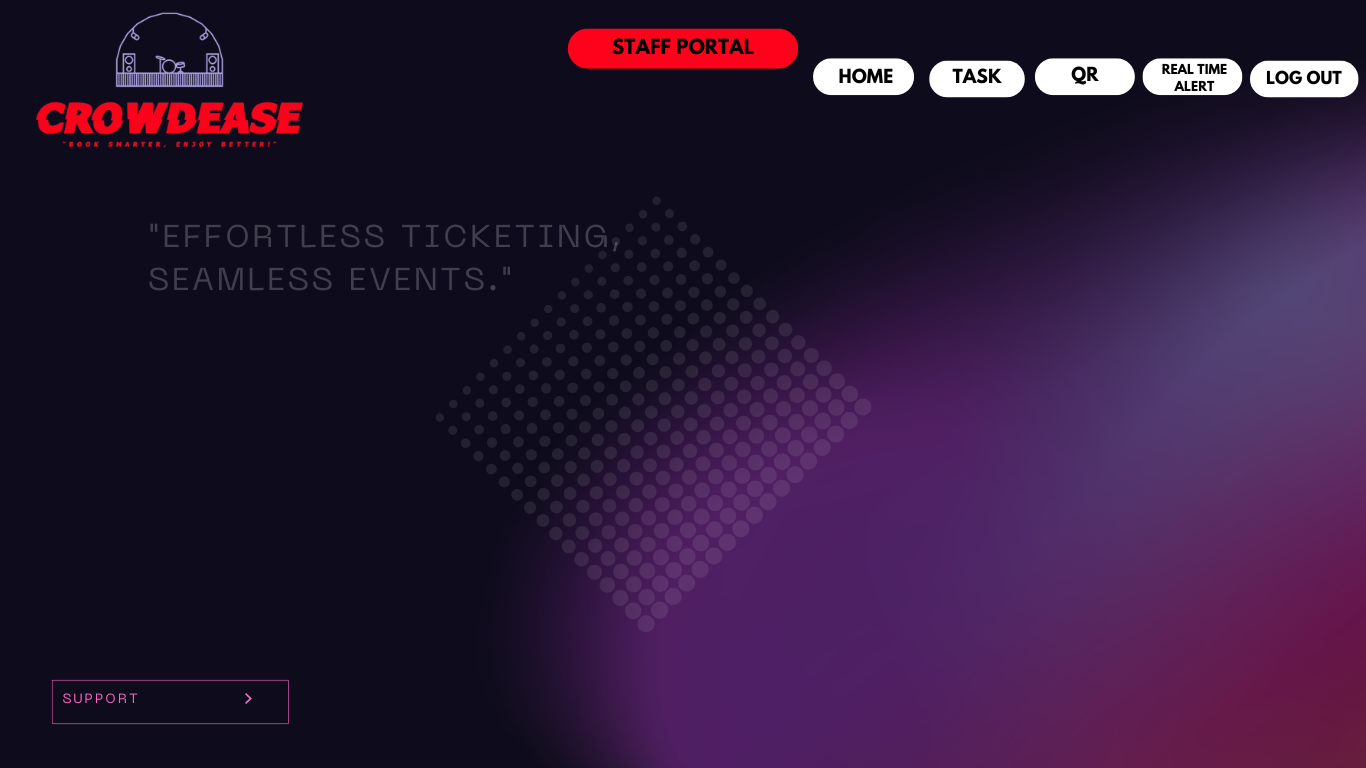 STAFF PORTAL
HOME
TASK
QR
REAL TIME
ALERT
LOG OUT
CROWDEASE
"BOOK SMARTER, ENJOY BETTER!"
"EFFORTLESS TICKETING,
SEAMLESS EVENTS."
SUPPORT